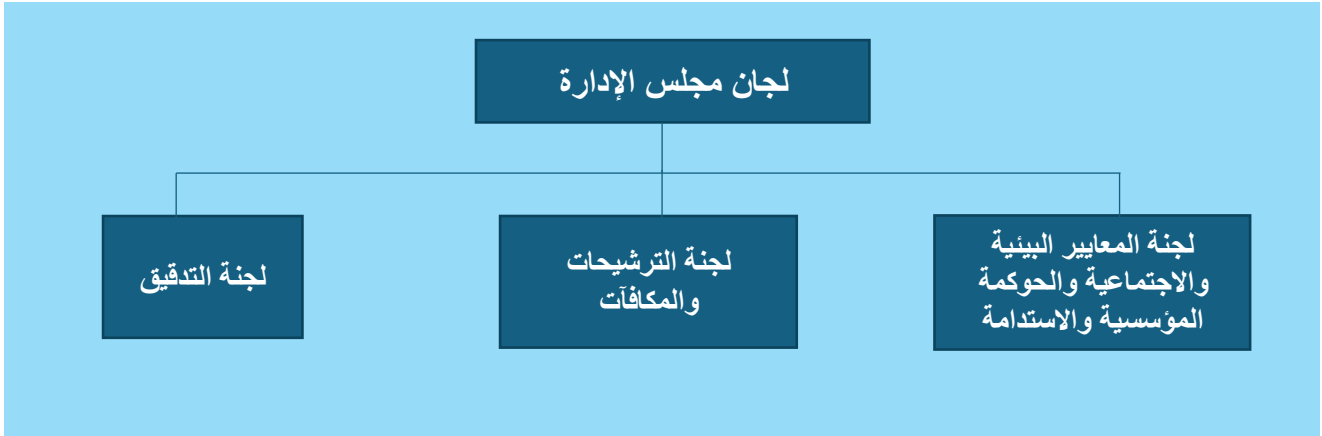 لجان مجلس الإدارة
لجنة المعايير البيئية
والاجتماعية والحوكمة
المؤسسية والاستدامة
لجنة الترشيحات
والمكافآت
لجنة التدقيق